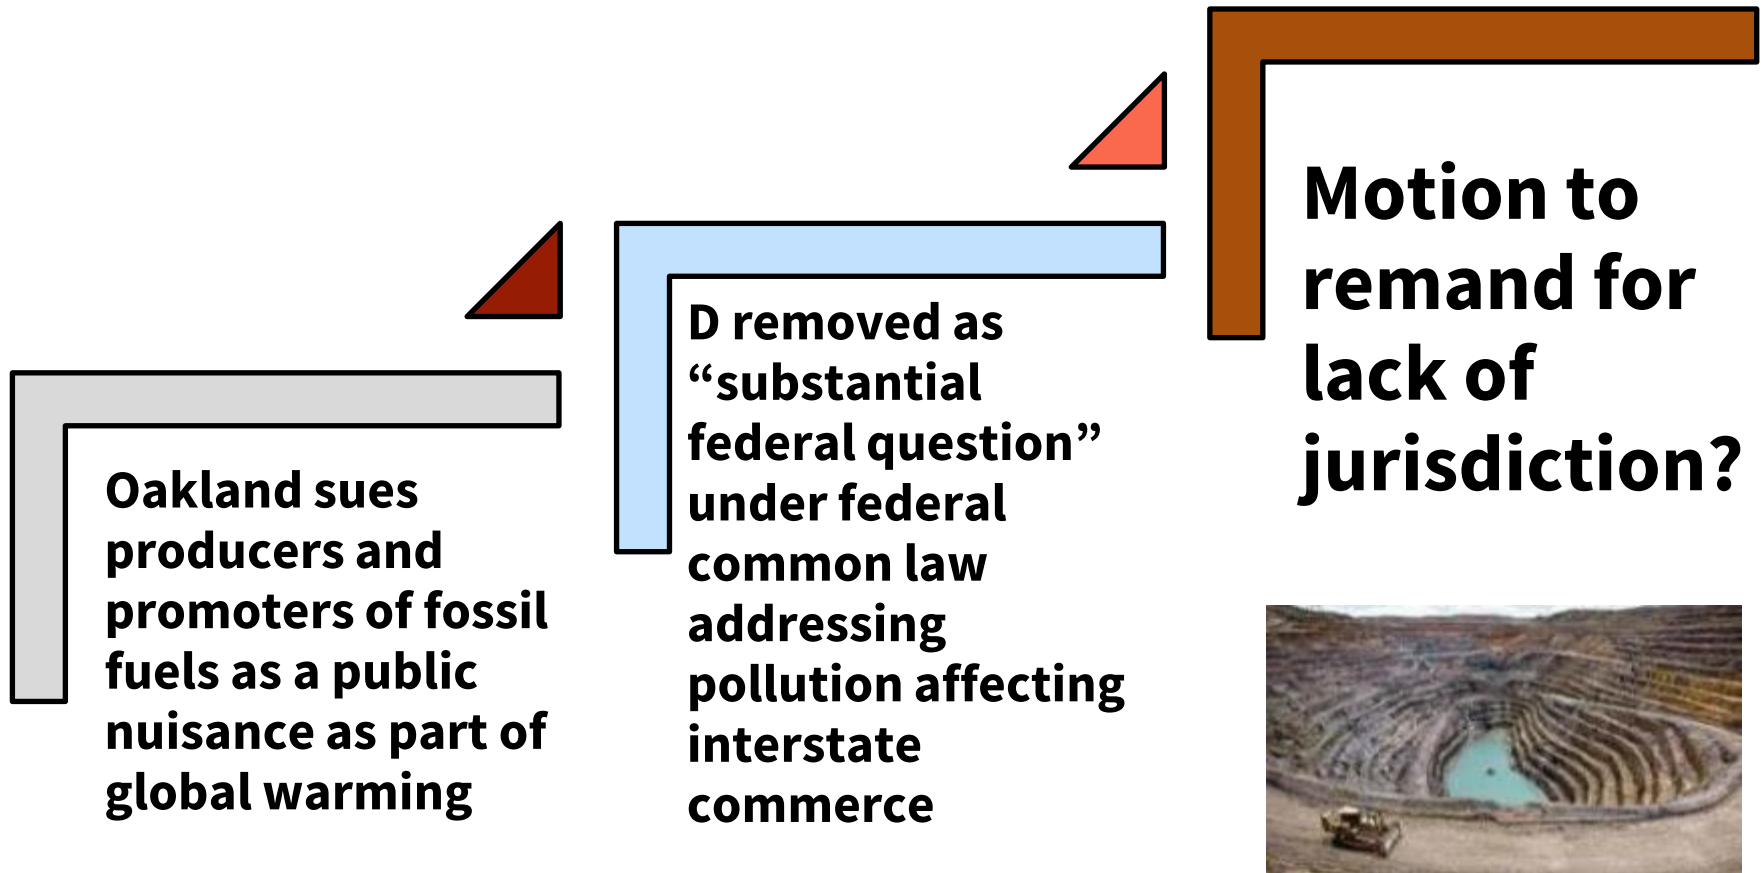 Oakland sues
producers and
promoters of fossil
fuels as a public
nuisance as part of
global warming
D removed as
“substantial
federal question”
under federal
common law
addressing
pollution affecting
interstate
commerce
Motion to
remand for
lack of
jurisdiction?